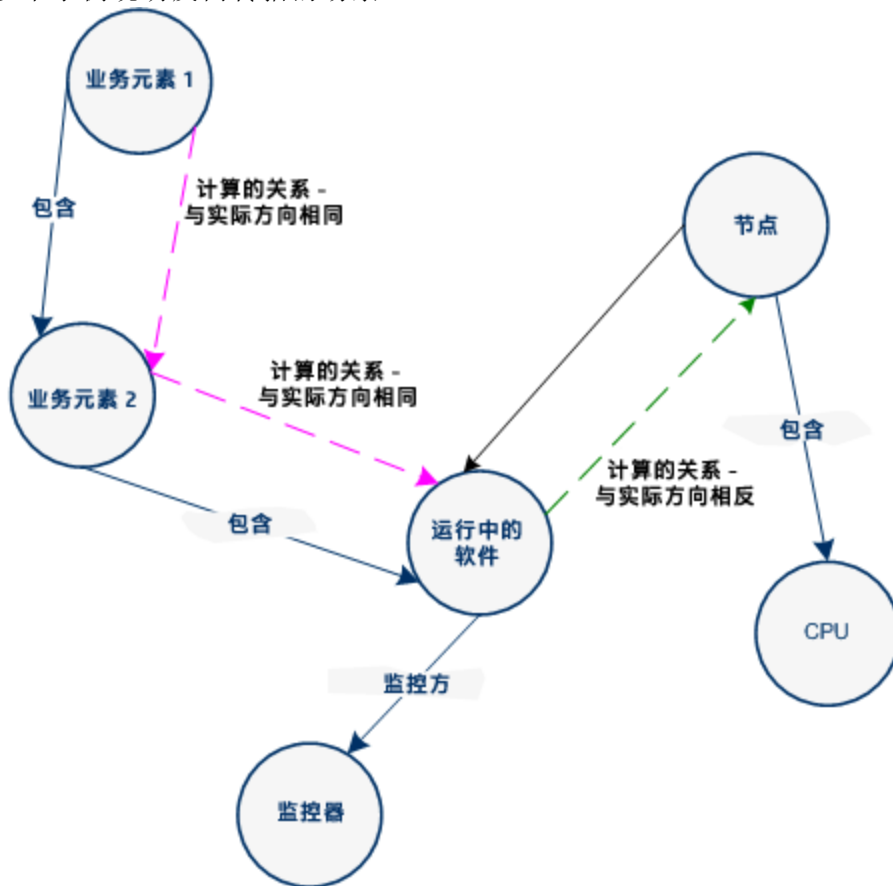 业务元素 1
计算的关系 -
与实际方向相同
包含
节点
计算的关系 -
与实际方向相同
业务元素 2
包含
计算的关系 -
与实际方向相反
包含
运行中的
软件
CPU
监控方
监控器